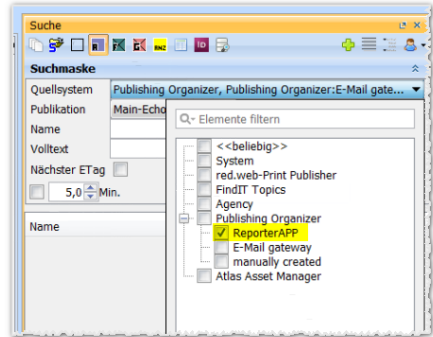 Suche
R
RNZ
ID
Suchmaske
Quellsystem Publishing Organizer, Publishing Organizer:E-Mail gate...
Publikation Main-Echo
Elemente filtern
Name
Volltext
Nächster ETag
5,0 Min.
Name
<<beliebig>>
System
red.web-Print Publisher
FindIT Topics
Agency
Publishing Organizer
ReporterAPP
E-Mail gateway
manually created
Atlas Asset Manager